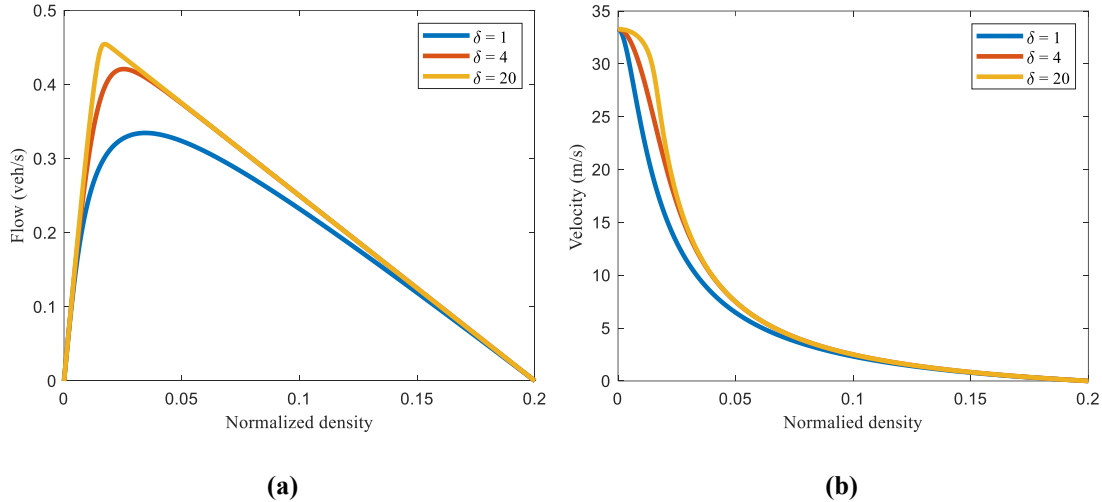 0.5
0.4
0.3
0.2
0.1
0
Flow (veh/s)
0
0.05
0.1
0.15
0.2
Normalized density
δ = 1
δ = 4
δ = 20
(a)
35
30
25
20
15
10
5
0
Velocity (m/s)
0
0.05
0.1
0.15
0.2
Normalied density
δ = 1
δ = 4
δ = 20
(b)